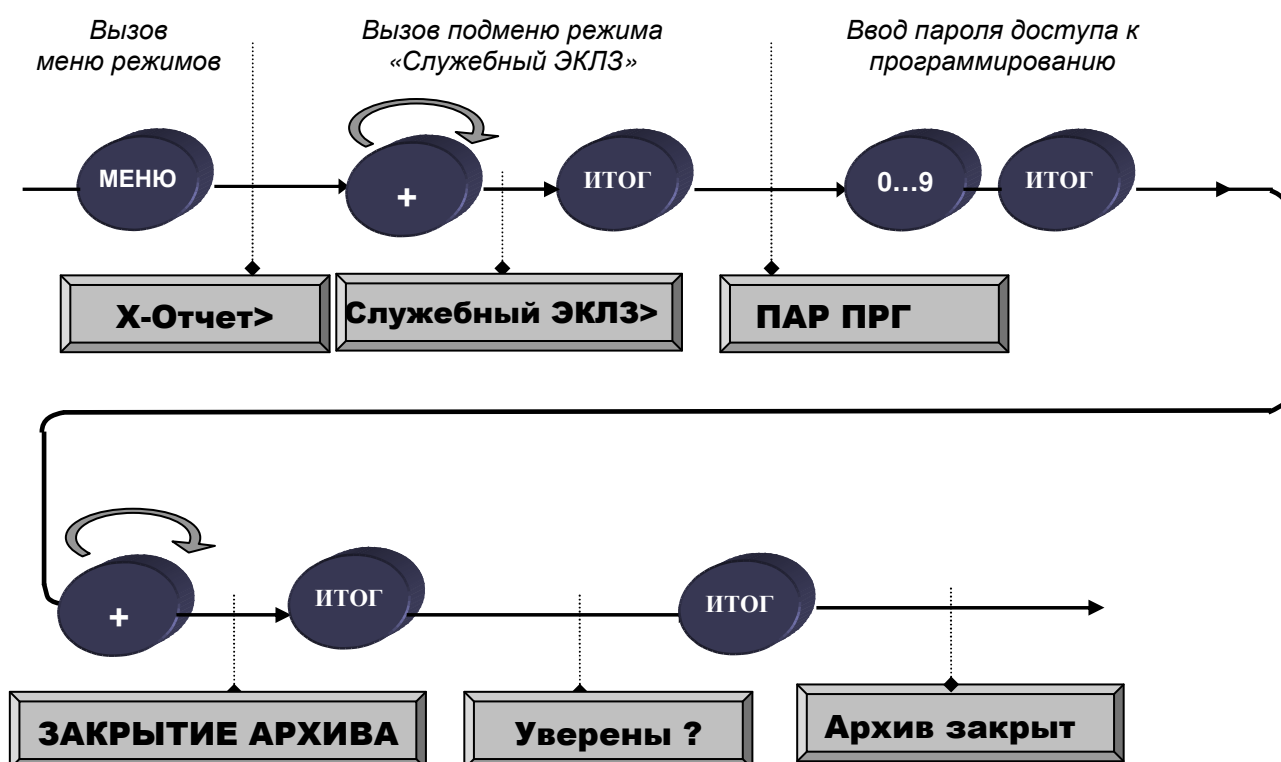 Вызов
меню режимов
Вызов подменю режима
«Служебный ЭКЛЗ»
Ввод пароля доступа к
программированию
МЕНЮ
+
ИТОГ
0...9
ИТОГ
Х-Отчет>
Служебный ЭКЛЗ>
ПАР ПРГ
+
ИТОГ
ИТОГ
ЗАКРЫТИЕ АРХИВА
Уверены ?
Архив закрыт